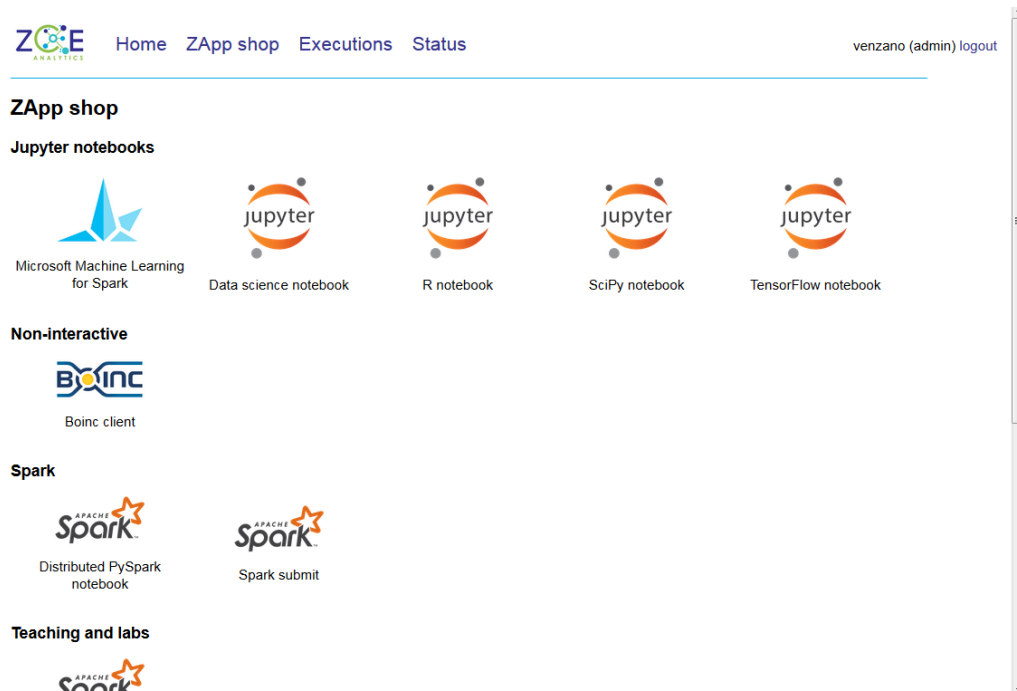 ZOE
ANALYTICS
Home ZApp shop Executions Status
venzano (admin) logout
ZApp shop
Jupyter notebooks
jupyter
jupyter
jupyter
jupyter
Microsoft Machine Learning
for Spark
Data science notebook
R notebook
SciPy notebook
TensorFlow notebook
Non-interactive
BOINC
Boinc client
Spark
APACHE
Spark
APACHE
Spark
Distributed PySpark
notebook
Spark submit
Teaching and labs
APACHE
Spark